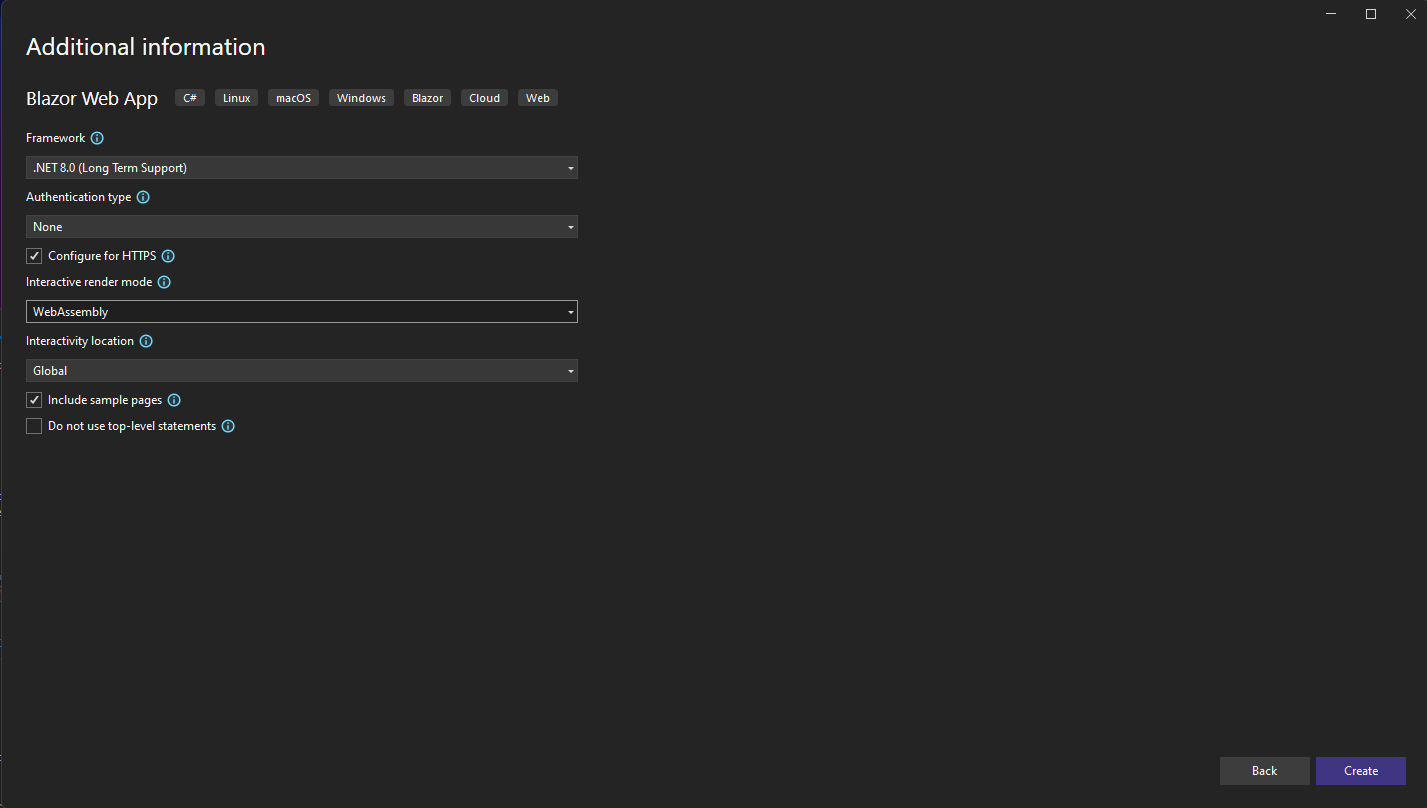 Additional information
Blazor Web App C# Linux macOS Windows Blazor Cloud Web
Framework
.NET 8.0 (Long Term Support)
Authentication type
None
Configure for HTTPS
Interactive render mode
WebAssembly
Interactivity location
Global
Include sample pages
Do not use top-level statements
Back Create